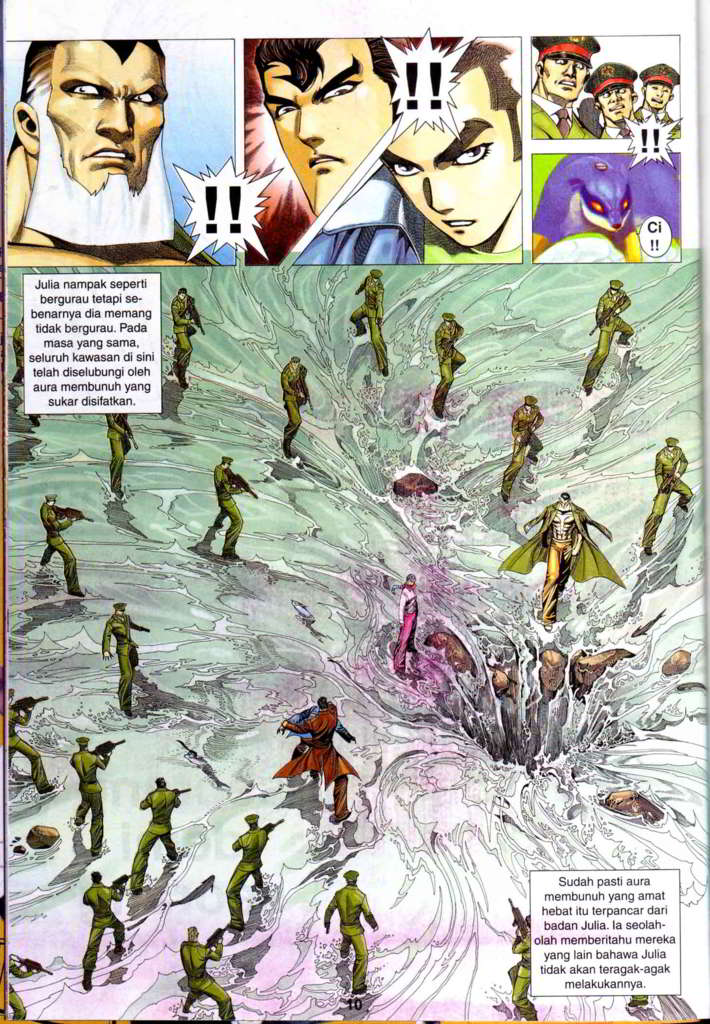 !!
!!
!!
Ci
!!
Julia nampak seperti
bergurau tetapi se-
benarnya dia memang
tidak bergurau. Pada
masa yang sama,
seluruh kawasan di sini
telah diselubungi oleh
aura membunuh yang
sukar disifatkan.
Sudah pasti aura
membunuh yang amat
hebat itu terpancar dari
badan Julia. Ia seolah-
olah memberitahu mereka
yang lain bahawa Julia
tidak akan teragak-agak
melakukannya.
10